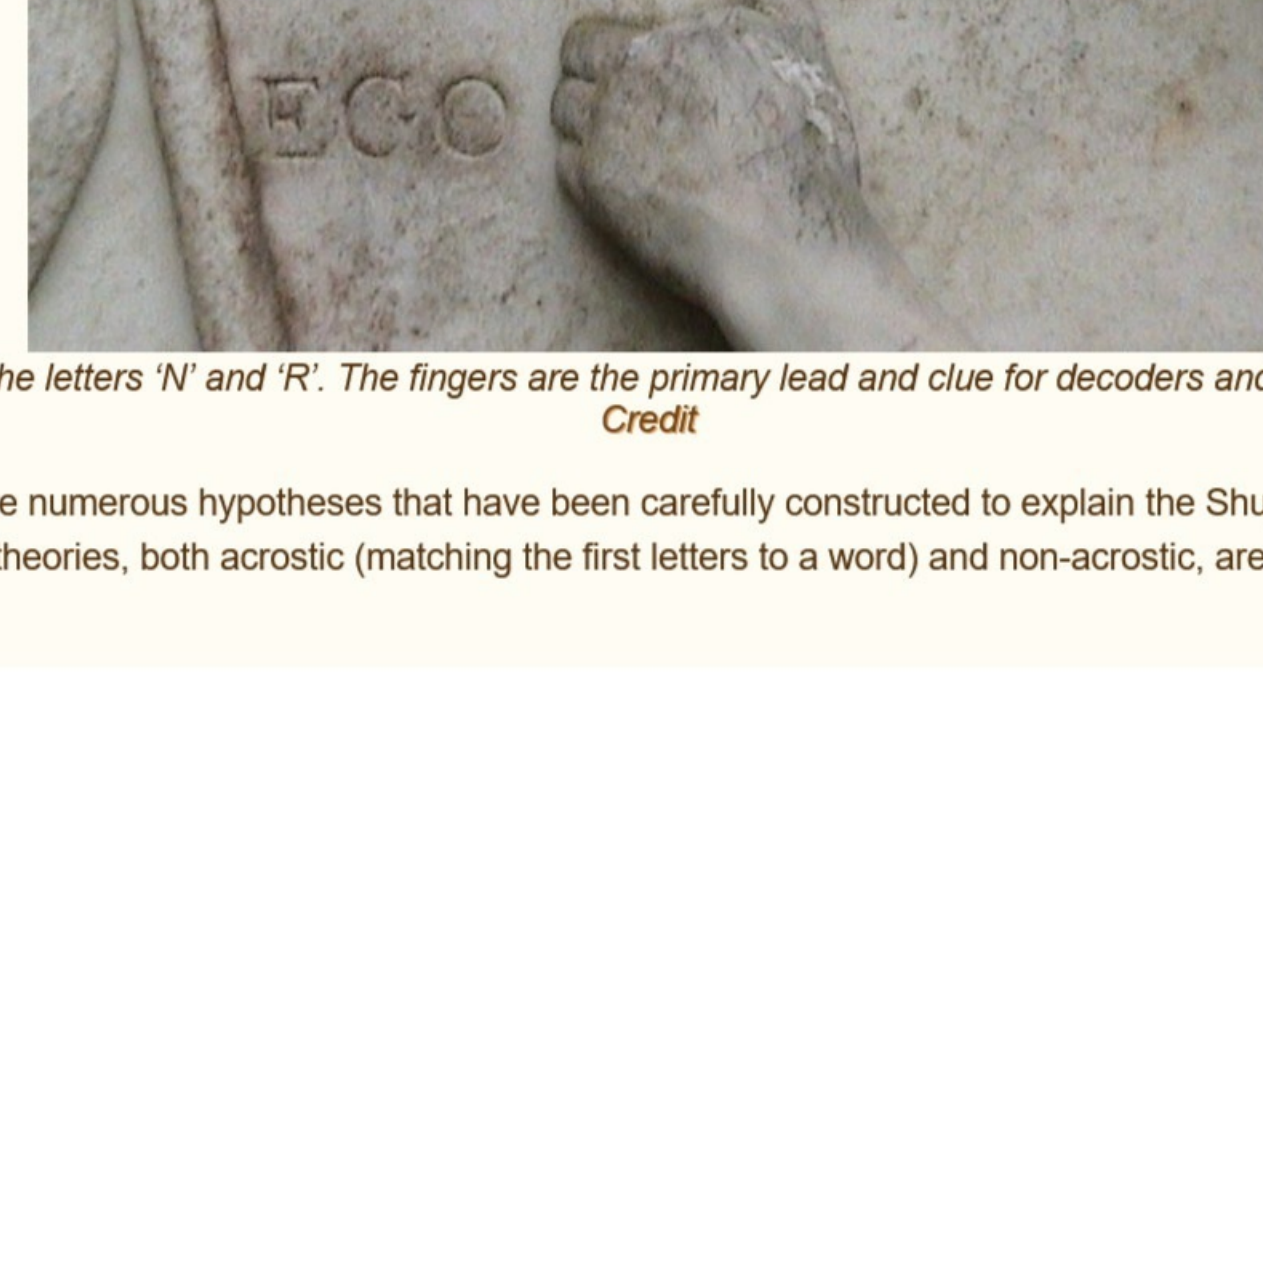 EGO
he letters ‘N’ and ‘R’. The fingers are the primary lead and clue for decoders and
Credit
e numerous hypotheses that have been carefully constructed to explain the Shu
theories, both acrostic (matching the first letters to a word) and non-acrostic, are